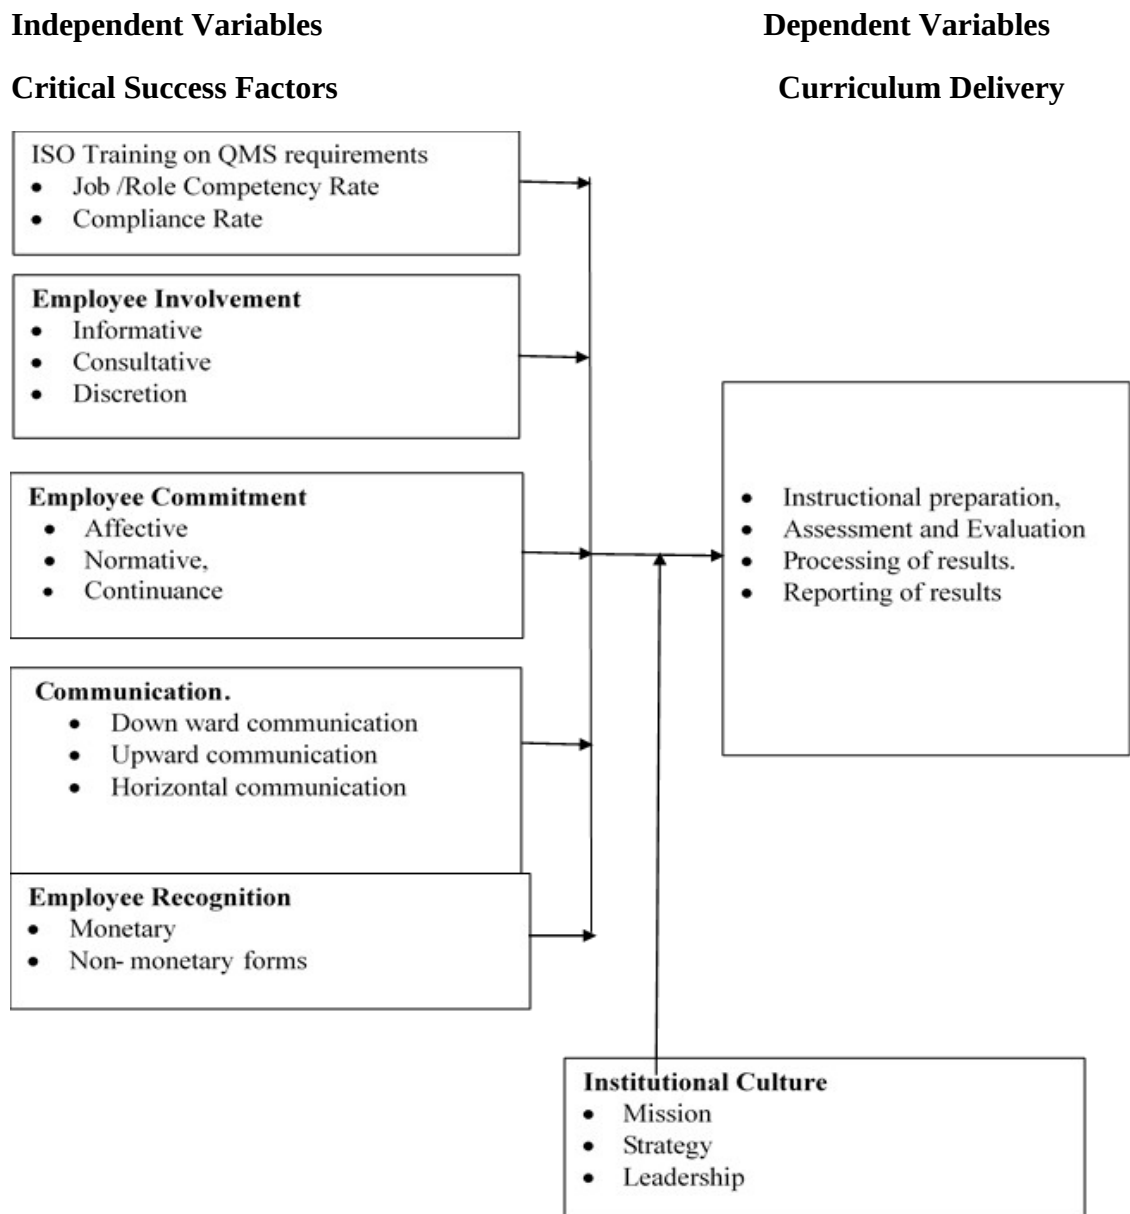 Independent Variables
Dependent Variables
Critical Success Factors
Curriculum Delivery
ISO Training on QMS requirements
• Job /Role Competency Rate
• Compliance Rate
Employee Involvement
• Informative
• Consultative
• Discretion
Employee Commitment
• Affective
• Normative,
• Continuance
Communication.
• Down ward communication
• Upward communication
• Horizontal communication
Employee Recognition
• Monetary
• Non- monetary forms
• Instructional preparation,
• Assessment and Evaluation
• Processing of results.
• Reporting of results
Institutional Culture
• Mission
• Strategy
• Leadership